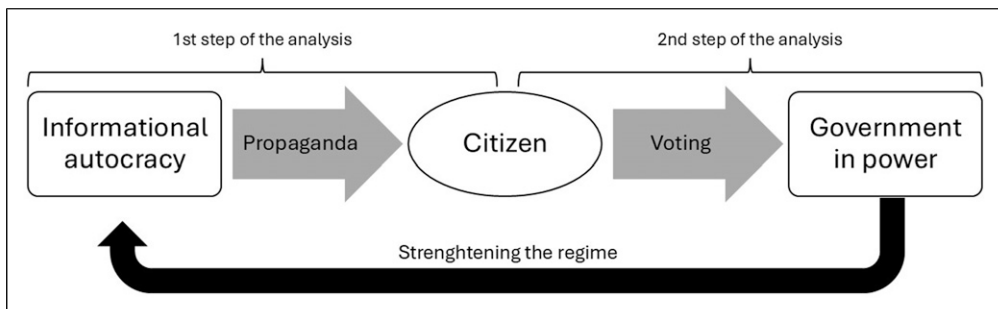 1st step of the analysis
2nd step of the analysis
Informational
autocracy
Propaganda
Citizen
Voting
Government
in power
Strenghtening the regime